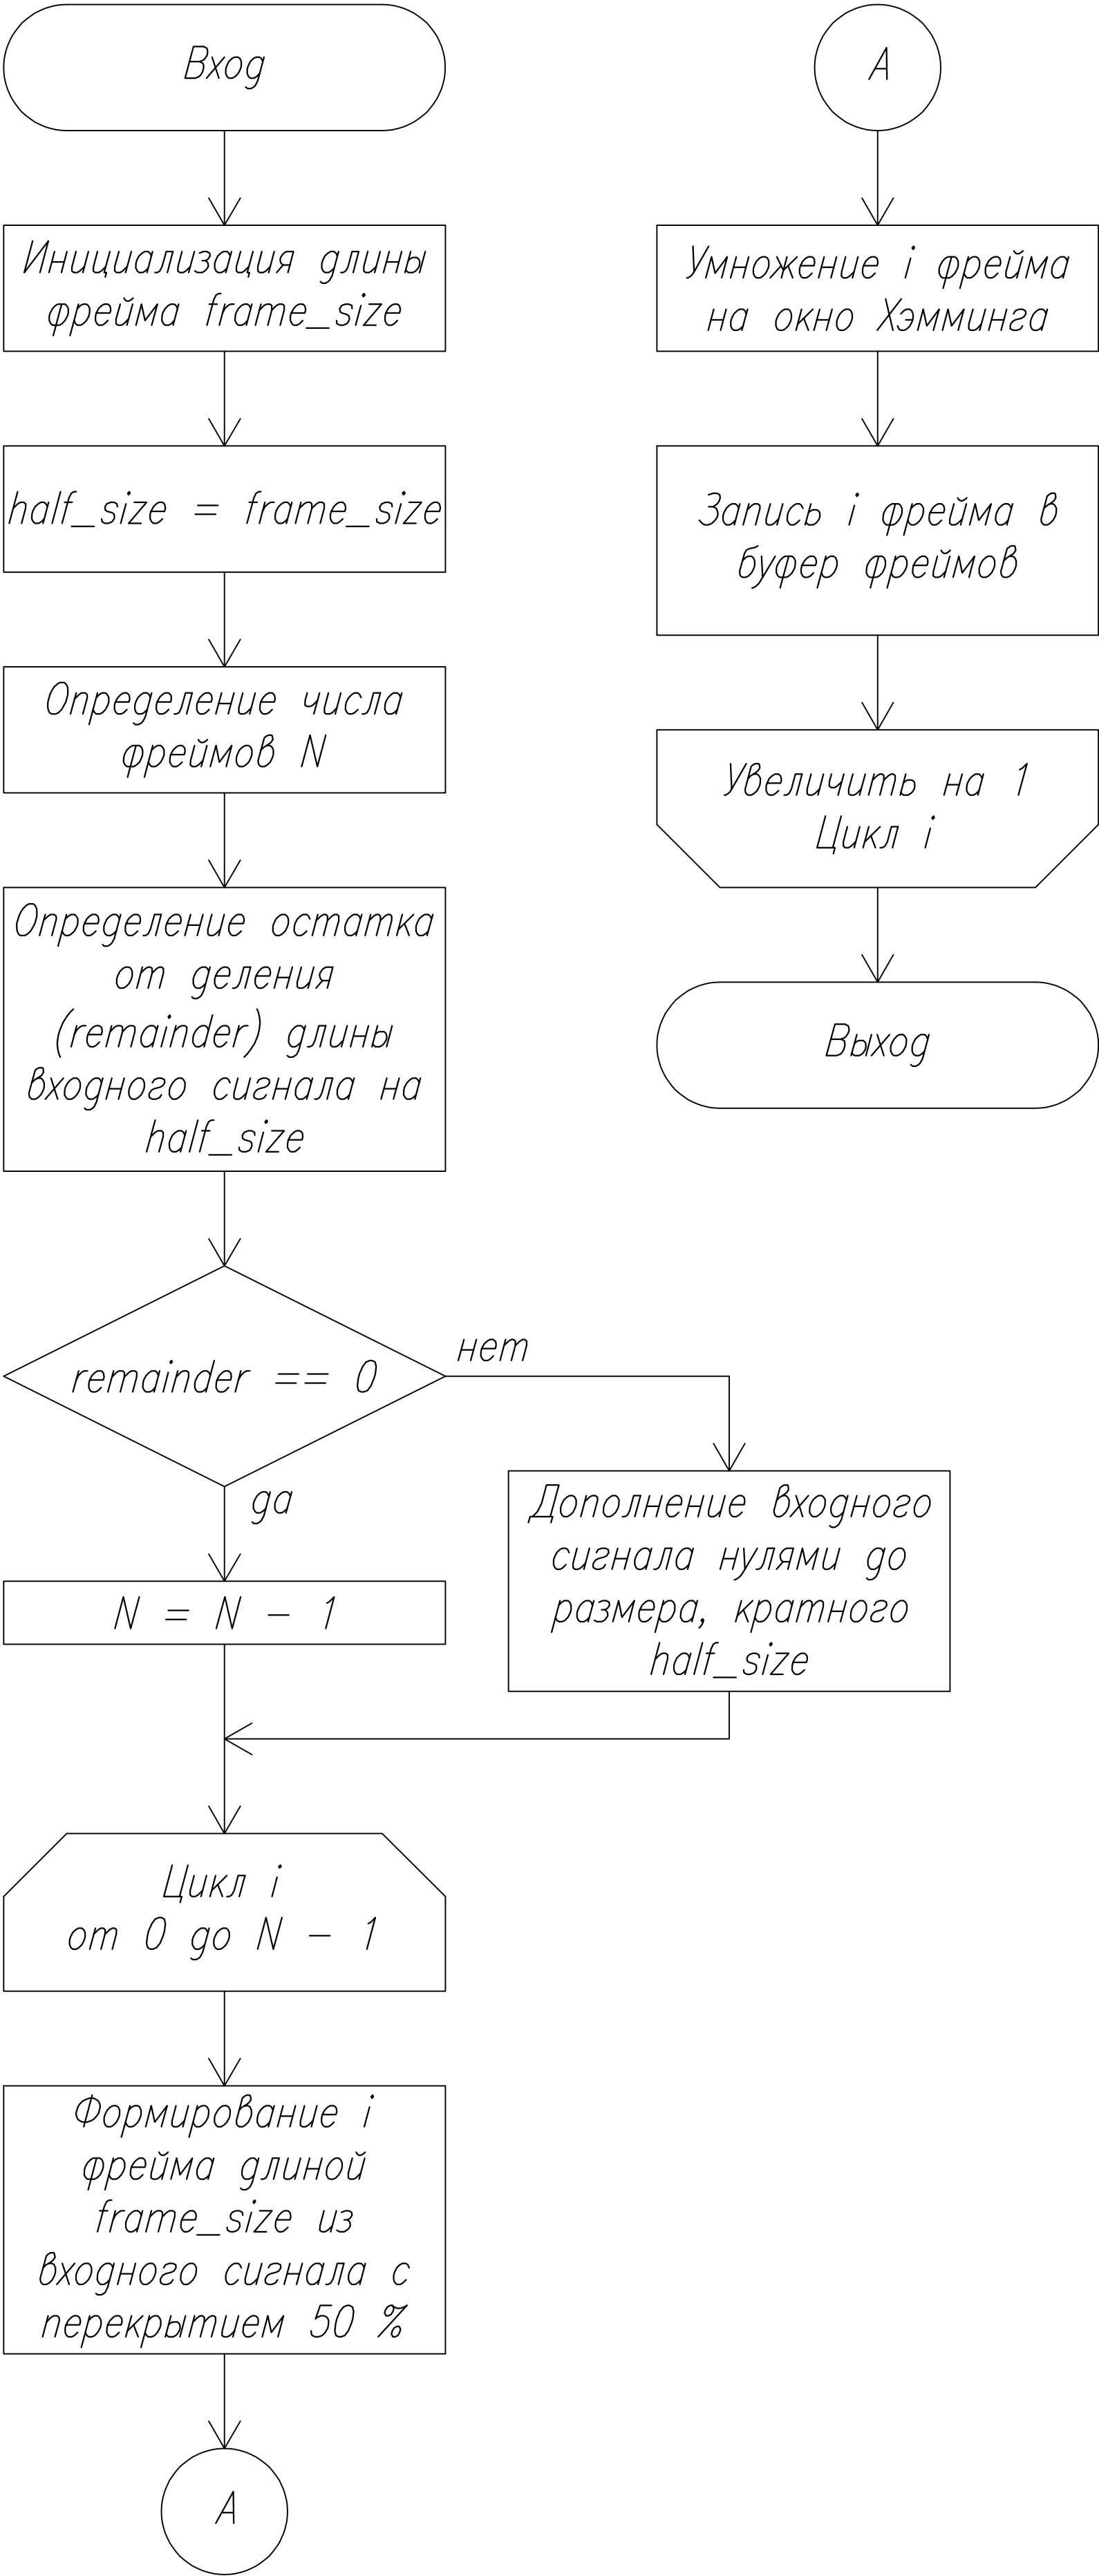 Вход
Инициализация длины
фрейма frame_size
half_size = frame_size
Определение числа
фреймов N
Определение остатка
от деления
(remainder) длины
входного сигнала на
half_size
remainder == 0
нет
да
Дополнение входного
сигнала нулями до
размера, кратного
half_size
N = N - 1
Цикл i
от 0 до N - 1
Формирование i
фрейма длиной
frame_size из
входного сигнала с
перекрытием 50 %
А
А
Умножение i фрейма
на окно Хэмминга
Запись i фрейма в
буфер фреймов
Увеличить на 1
Цикл i
Выход